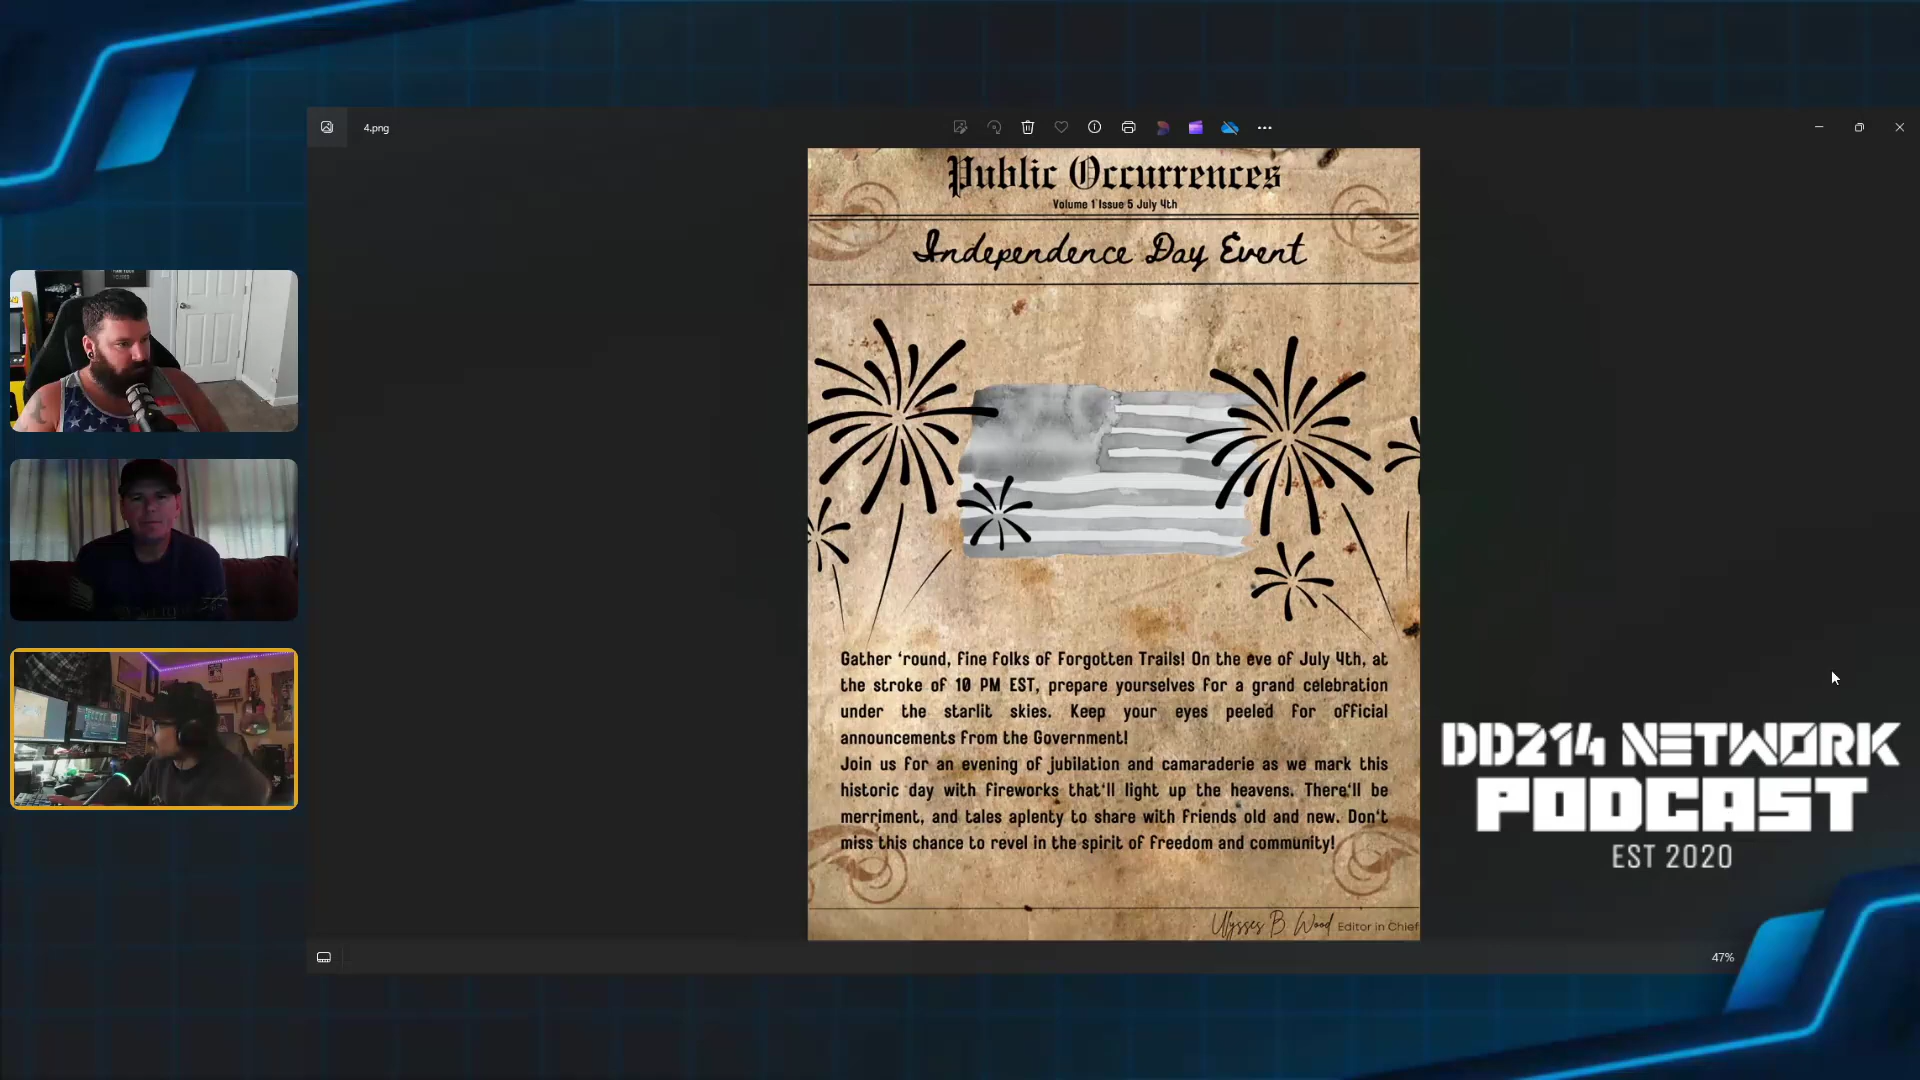 4.png
Public Occurrences
Volume 1 Issue 5 July 4th
Independence Day Event
Gather ‘round, fine folks of Forgotten Trails! On the eve of July 4th, at
the stroke of 10 PM EST, prepare yourselves for a grand celebration
under the starlit skies. Keep your eyes peeled for official
announcements from the Government!
Join us for an evening of jubilation and camaraderie as we mark this
historic day with fireworks that'll light up the heavens. There'll be
merriment, and tales aplenty to share with friends old and new. Don't
miss this chance to revel in the spirit of freedom and community!
Ulysses B. Wood Editor in Chief
DD214 NETWORK
PODCAST
EST 2020
47%